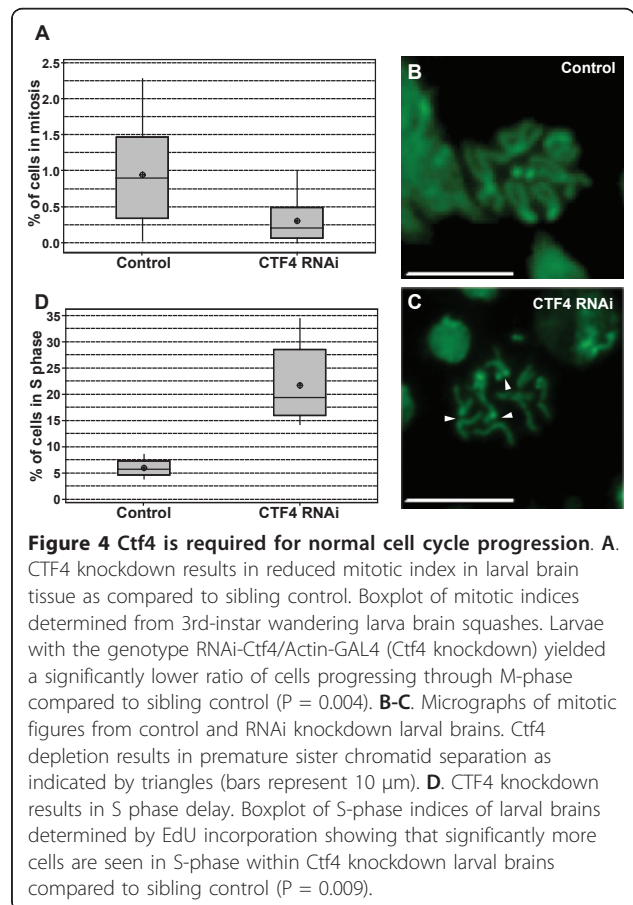 A
% of cells in mitosis
2.5
2.0
1.5
1.0
0.5
0.0
Control
CTF4 RNAi
B
Control
C
CTF4 RNAi
D
% of cells in S phase
35
30
25
20
15
10
5
0
Control
CTF4 RNAi
Figure 4 Ctf4 is required for normal cell cycle progression. A.
CTF4 knockdown results in reduced mitotic index in larval brain
tissue as compared to sibling control. Boxplot of mitotic indices
determined from 3rd-instar wandering larva brain squashes. Larvae
with the genotype RNAi-Ctf4/Actin-GAL4 (Ctf4 knockdown) yielded
a significantly lower ratio of cells progressing through M-phase
compared to sibling control (P = 0.004). B-C. Micrographs of mitotic
figures from control and RNAi knockdown larval brains. Ctf4
depletion results in premature sister chromatid separation as
indicated by triangles (bars represent 10 μm). D. CTF4 knockdown
results in S phase delay. Boxplot of S-phase indices of larval brains
determined by EdU incorporation showing that significantly more
cells are seen in S-phase within Ctf4 knockdown larval brains
compared to sibling control (P = 0.009).